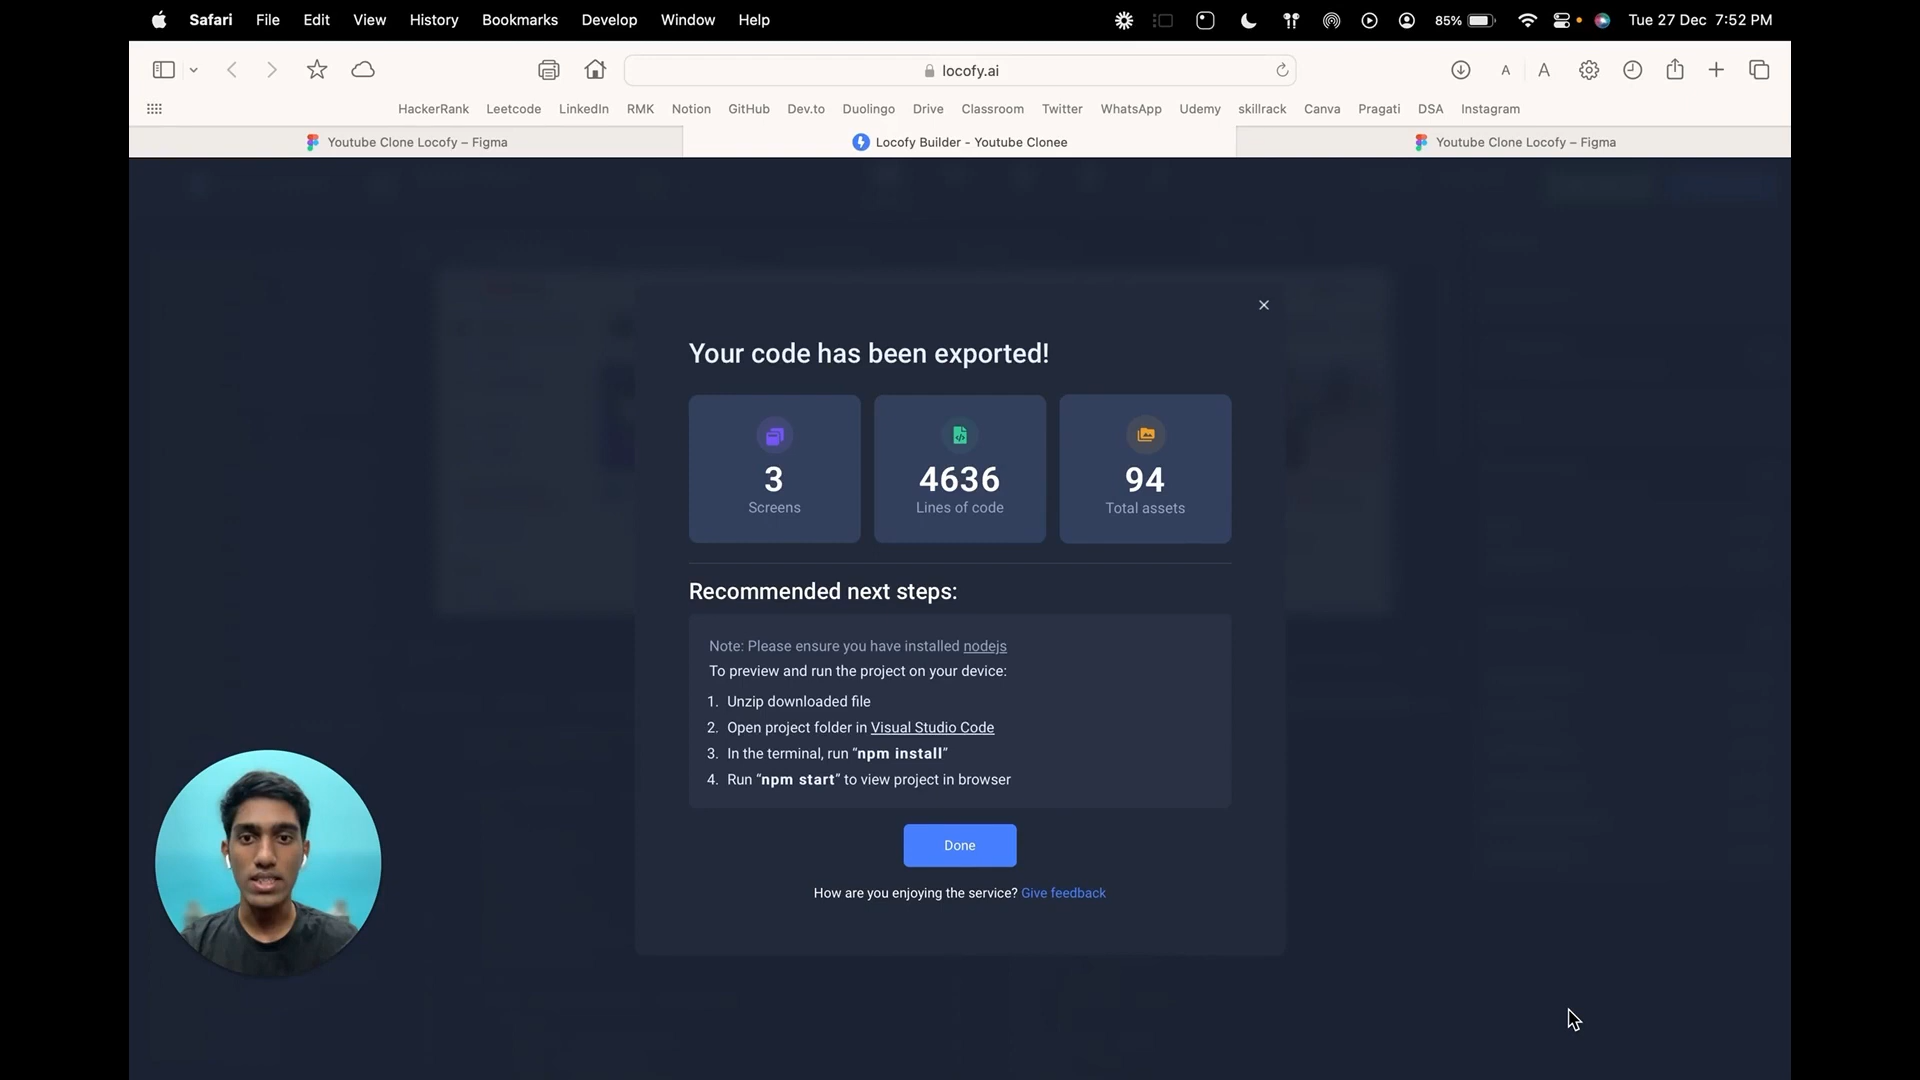 Safari File Edit View History Bookmarks Develop Window Help 85% Tue 27 Dec 7:52 PM
locofy.ai A A
HackerRank Leetcode LinkedIn RMK Notion GitHub Dev.to Duolingo Drive Classroom Twitter WhatsApp Udemy skillrack Canva Pragati DSA Instagram
Youtube Clone Locofy – Figma Locofy Builder - Youtube Clonee Youtube Clone Locofy – Figma
Your code has been exported!
3 4636 94
Screens Lines of code Total assets
Recommended next steps:
Note: Please ensure you have installed nodejs
To preview and run the project on your device:
1. Unzip downloaded file
2. Open project folder in Visual Studio Code
3. In the terminal, run “npm install”
4. Run “npm start” to view project in browser
Done
How are you enjoying the service? Give feedback